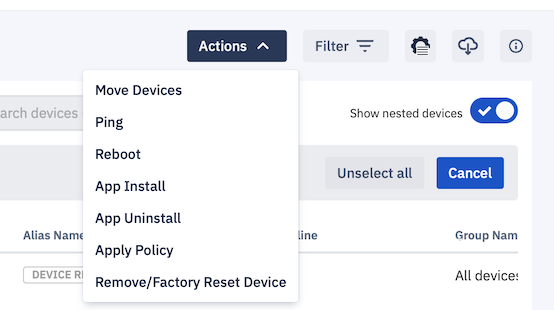 Actions
Filter
Move Devices
arch devices
Show nested devices
Ping
Reboot
Unselect all
Cancel
App Install
App Uninstall
Alias Name
line
Group Nam
Apply Policy
DEVICE R
All devices
Remove/Factory Reset Device